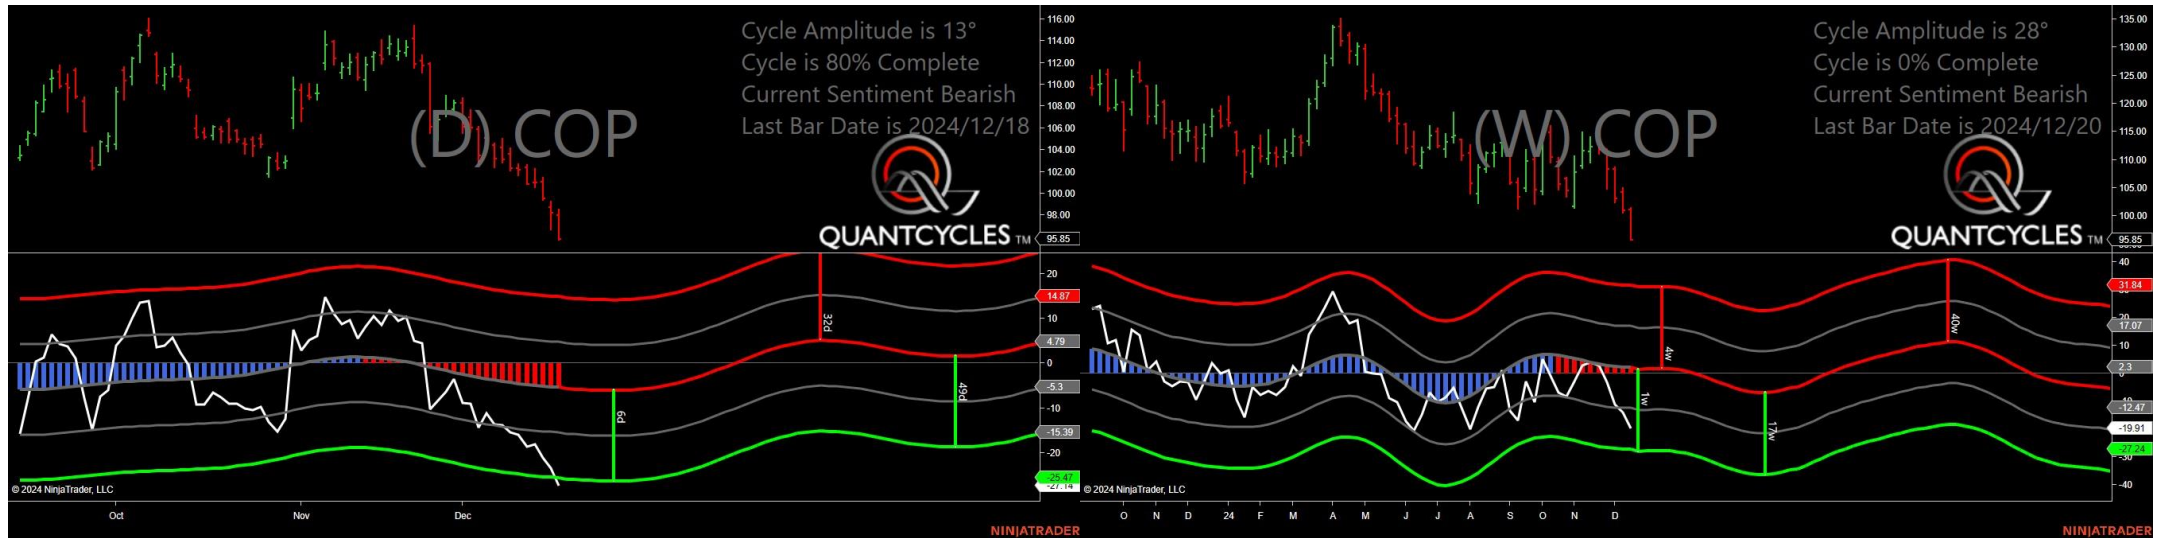 Cycle Amplitude is 13°
Cycle is 80% Complete
Current Sentiment Bearish
Last Bar Date is 2024/12/18
(D) COP
QUANTCYCLES TM
116.00
114.00
112.00
110.00
108.00
106.00
104.00
102.00
100.00
98.00
95.85
20
14.87
10
4.79
0
-5.3
-10
-15.39
-20
-25.47
-27.14
32d
6d
49d
© 2024 NinjaTrader, LLC
Oct
Nov
Dec
NINJATRADER
Cycle Amplitude is 28°
Cycle is 0% Complete
Current Sentiment Bearish
Last Bar Date is 2024/12/20
(W) COP
QUANTCYCLES TM
135.00
130.00
125.00
120.00
115.00
110.00
105.00
100.00
95.85
40
31.84
20
17.07
10
2.3
0
-10
-12.47
-19.91
-27.24
-30
-40
4w
1w
17w
40w
© 2024 NinjaTrader, LLC
O N D 24 F M A M J J A S O N D
NINJATRADER